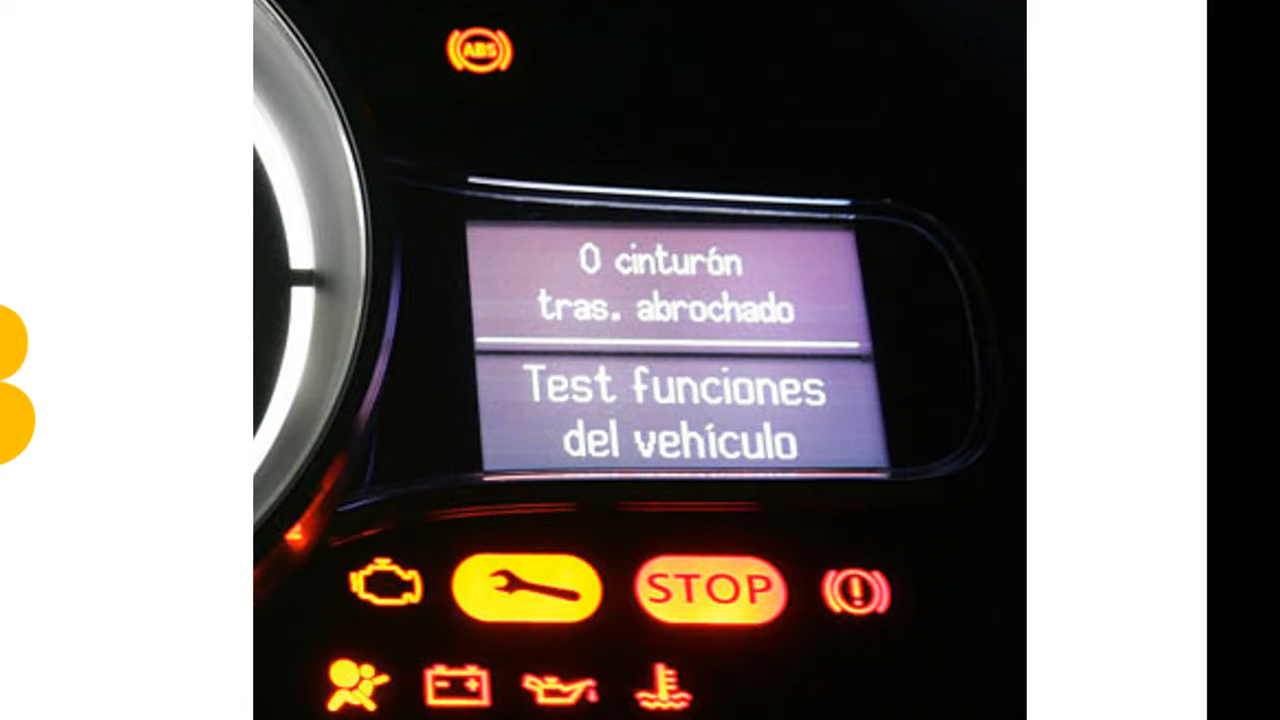 ABS
0 cinturón
tras. abrochado
Test funciones
del vehículo
STOP